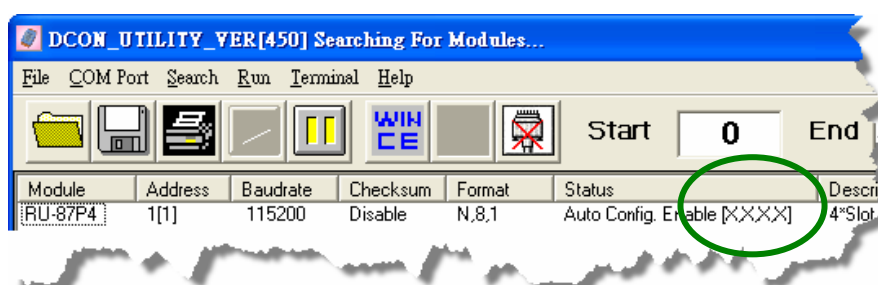 DCON_UTILITY_VER[450] Searching For Modules...
File COM Port Search Run Terminal Help
WIN CE Start 0 End
Module Address Baudrate Checksum Format Status Descri
RU-87P4 1[1] 115200 Disable N,8,1 Auto Config. Enable [X,X,X,X] 4*Slot